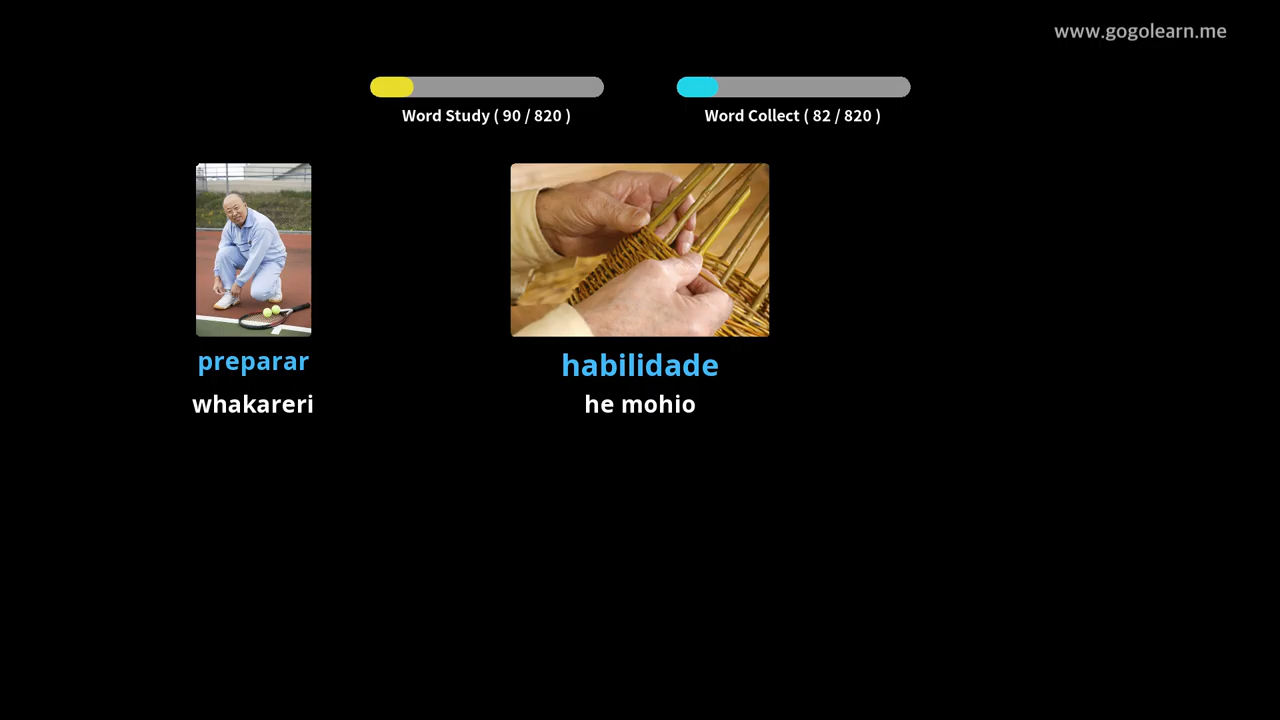 www.gogolearn.me
Word Study ( 90 / 820 )
Word Collect ( 82 / 820 )
preparar
whakareri
habilidade
he mohio